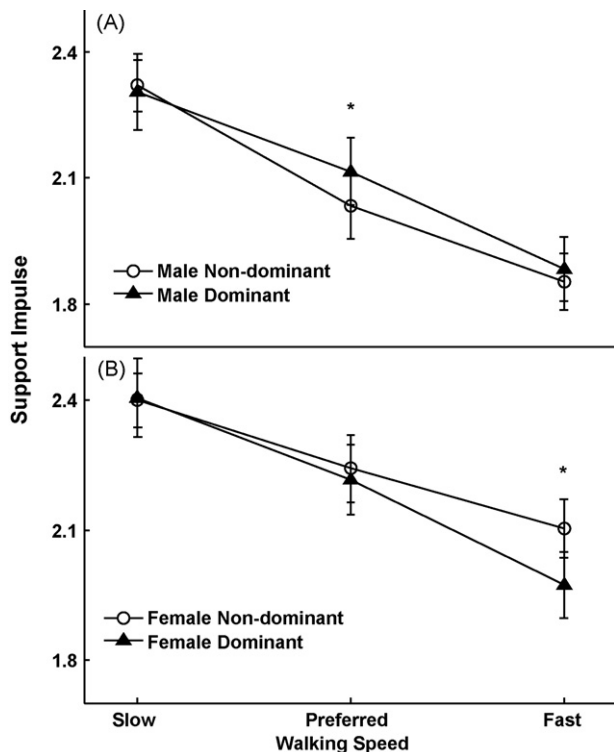 (A)
2.4
*
2.1
Male Non-dominant
Male Dominant
1.8
Support Impulse
(B)
2.4
*
2.1
Female Non-dominant
Female Dominant
1.8
Slow Preferred Fast
Walking Speed